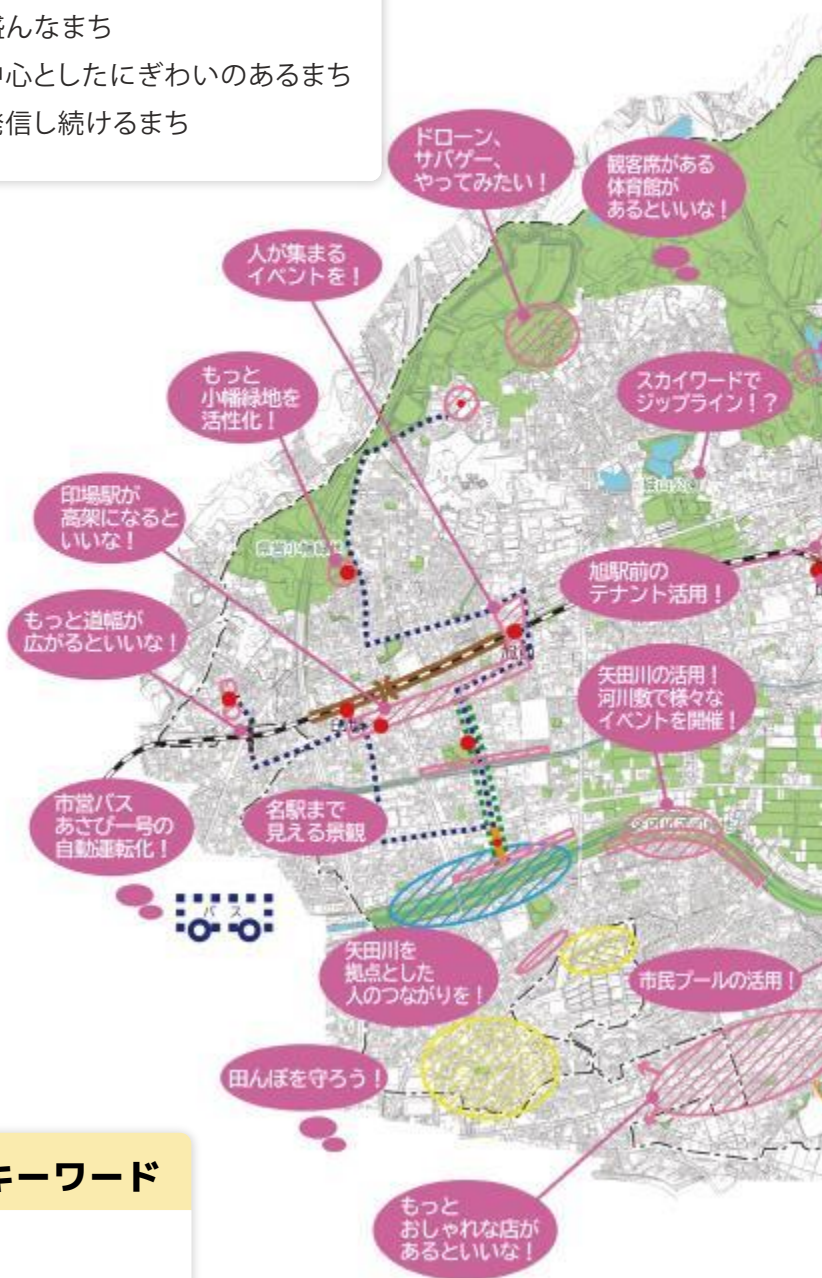 盛んなまち
中心としたにぎわいのあるまち
発信し続けるまち
ドローン、
サバゲー、
やってみたい！
観客席がある
体育館が
あるといいな！
人が集まる
イベントを！
もっと
小幡緑地を
活性化！
スカイワードで
ジップライン！？
印場駅が
高架になると
いいな！
旭駅前の
テナント活用！
もっと道幅が
広がるといいな！
矢田川の活用！
河川敷で様々な
イベントを開催！
市営バス
あさぴー号の
自動運転化！
名駅まで
見える景観
バス
矢田川を
拠点とした
人のつながりを！
市民プールの活用！
田んぼを守ろう！
キーワード
もっと
おしゃれな店が
あるといいな！